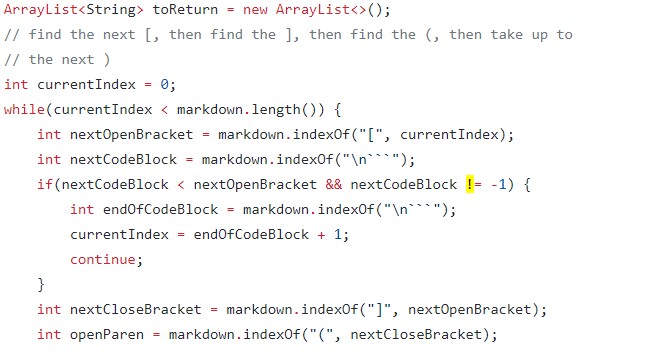 ArrayList<String> toReturn = new ArrayList<>();
// find the next [, then find the ], then find the (, then take up to
// the next )
int currentIndex = 0;
while(currentIndex < markdown.length()) {
    int nextOpenBracket = markdown.indexOf("[", currentIndex);
    int nextCodeBlock = markdown.indexOf("\n```");
    if(nextCodeBlock < nextOpenBracket && nextCodeBlock != -1) {
        int endOfCodeBlock = markdown.indexOf("\n```");
        currentIndex = endOfCodeBlock + 1;
        continue;
    }
    int nextCloseBracket = markdown.indexOf("]", nextOpenBracket);
    int openParen = markdown.indexOf("(", nextCloseBracket);